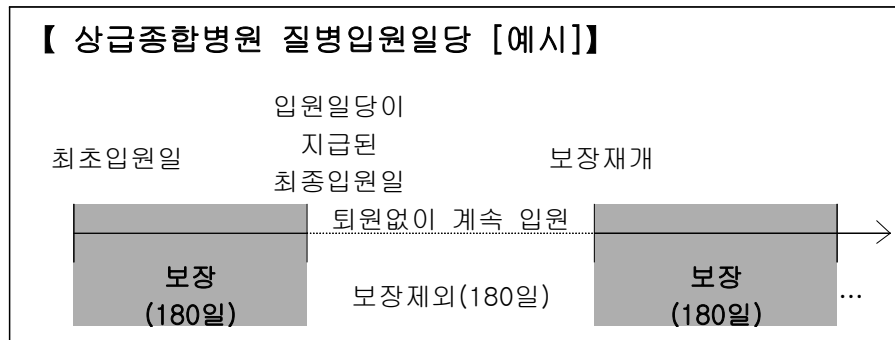 【 상급종합병원 질병입원일당 [예시]】
입원일당이
지급된
최종입원일
최초입원일
보장재개
퇴원없이 계속 입원
보장
(180일)
보장제외(180일)
보장
(180일)
…